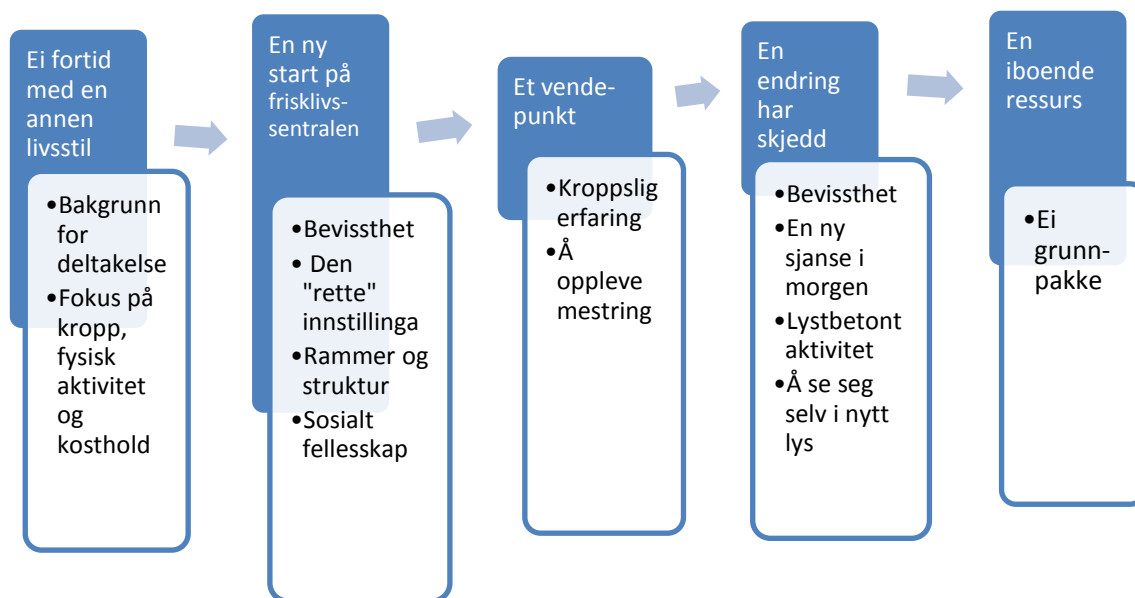 Ei fortid
med en
annen
livsstil
•Bakgrunn
for
deltakelse
•Fokus på
kropp,
fysisk
aktivitet
og
kosthold
En ny
start på
frisklivs-
sentralen
•Bevissthet
• Den
"rette"
innstillinga
•Rammer og
struktur
•Sosialt
fellesskap
Et vende-
punkt
•Kroppslig
erfaring
•Å
oppleve
mestring
En
endring
har
skjedd
•Bevissthet
•En ny
sjanse i
morgen
•Lystbetont
aktivitet
•Å se seg
selv i nytt
lys
En
iboende
ressurs
• Ei
grunn-
pakke